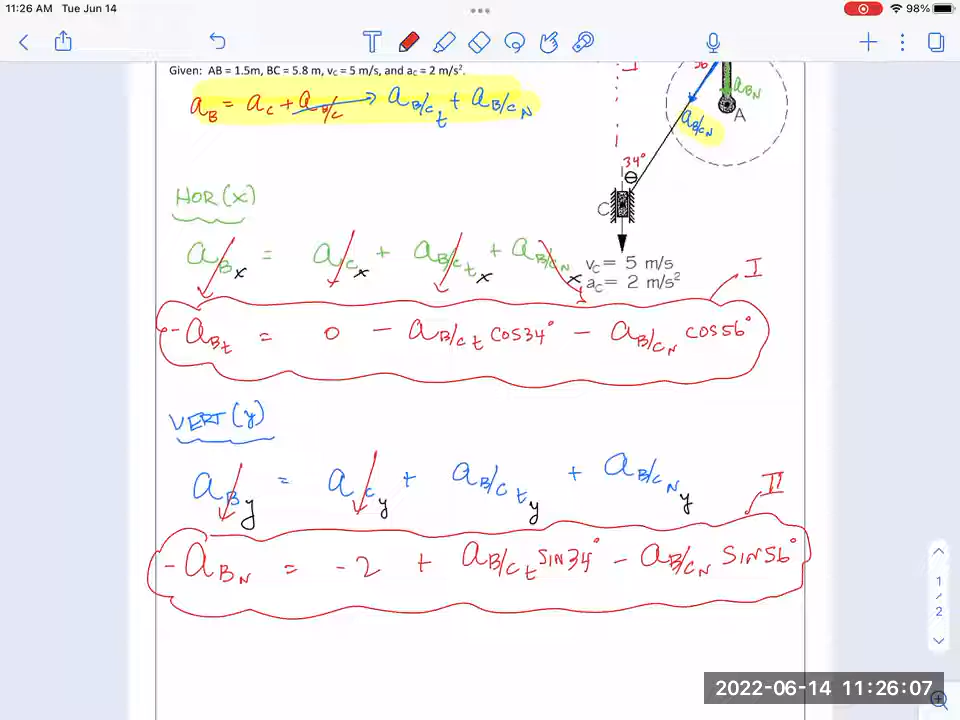 11:26 AM Tue Jun 14
98%
Given: AB = 1.5m, BC = 5.8 m, vC = 5 m/s, and aC = 2 m/s².
aB = aC + aB/C → aB/Ct + aB/CN
aBN
A
aB/CN
34°
θ
C
HOR(x)
aBx = aCx + aB/Ctx + aB/CNx
vC = 5 m/s
aC = 2 m/s²
I
-aBt = 0 - aB/Ct cos34° - aB/CN cos56°
VERT(y)
aBy = aCy + aB/Cty + aB/CNy
II
-aBN = -2 + aB/Ct sin34° - aB/CN sin56°
1
/
2
2022-06-14 11:26:07